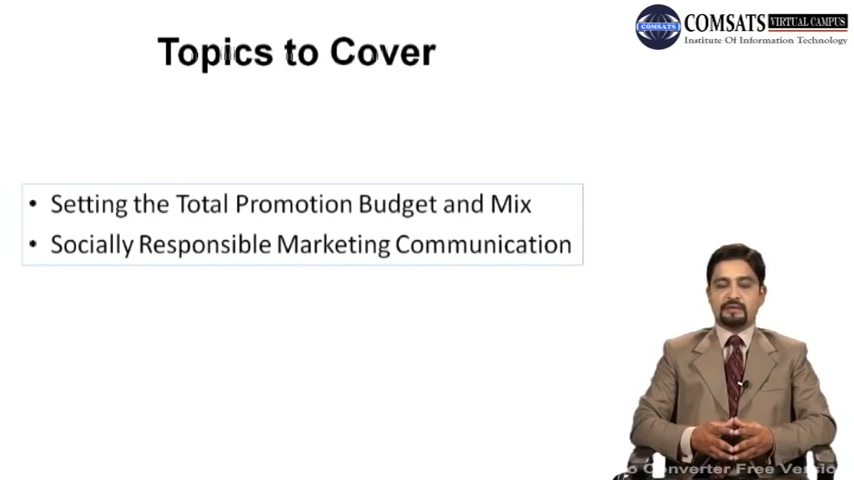 Topics to Cover
COMSATS VIRTUAL CAMPUS
COMSATS
Institute Of Information Technology
• Setting the Total Promotion Budget and Mix
• Socially Responsible Marketing Communication
o Converter Free Versio